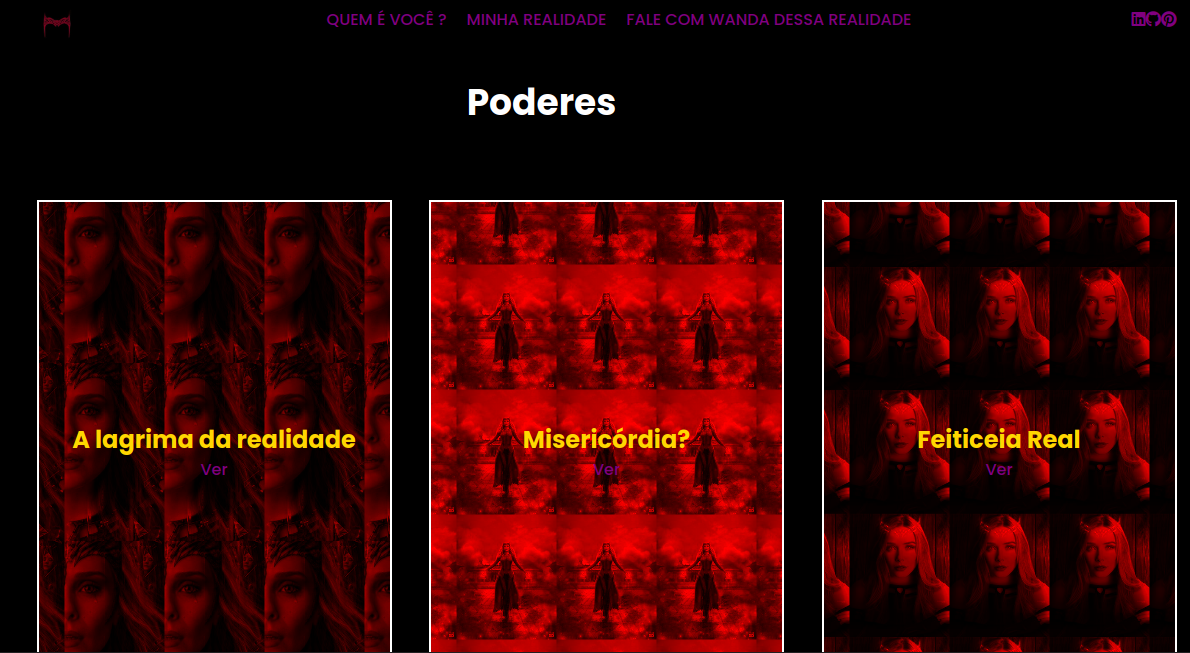 QUEM É VOCÊ ? MINHA REALIDADE FALE COM WANDA DESSA REALIDADE
Poderes
A lagrima da realidade
Ver
Misericórdia?
Ver
Feiticeia Real
Ver